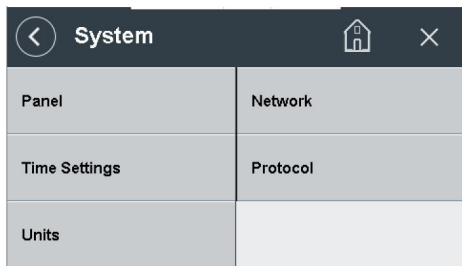 System
Panel
Network
Time Settings
Protocol
Units